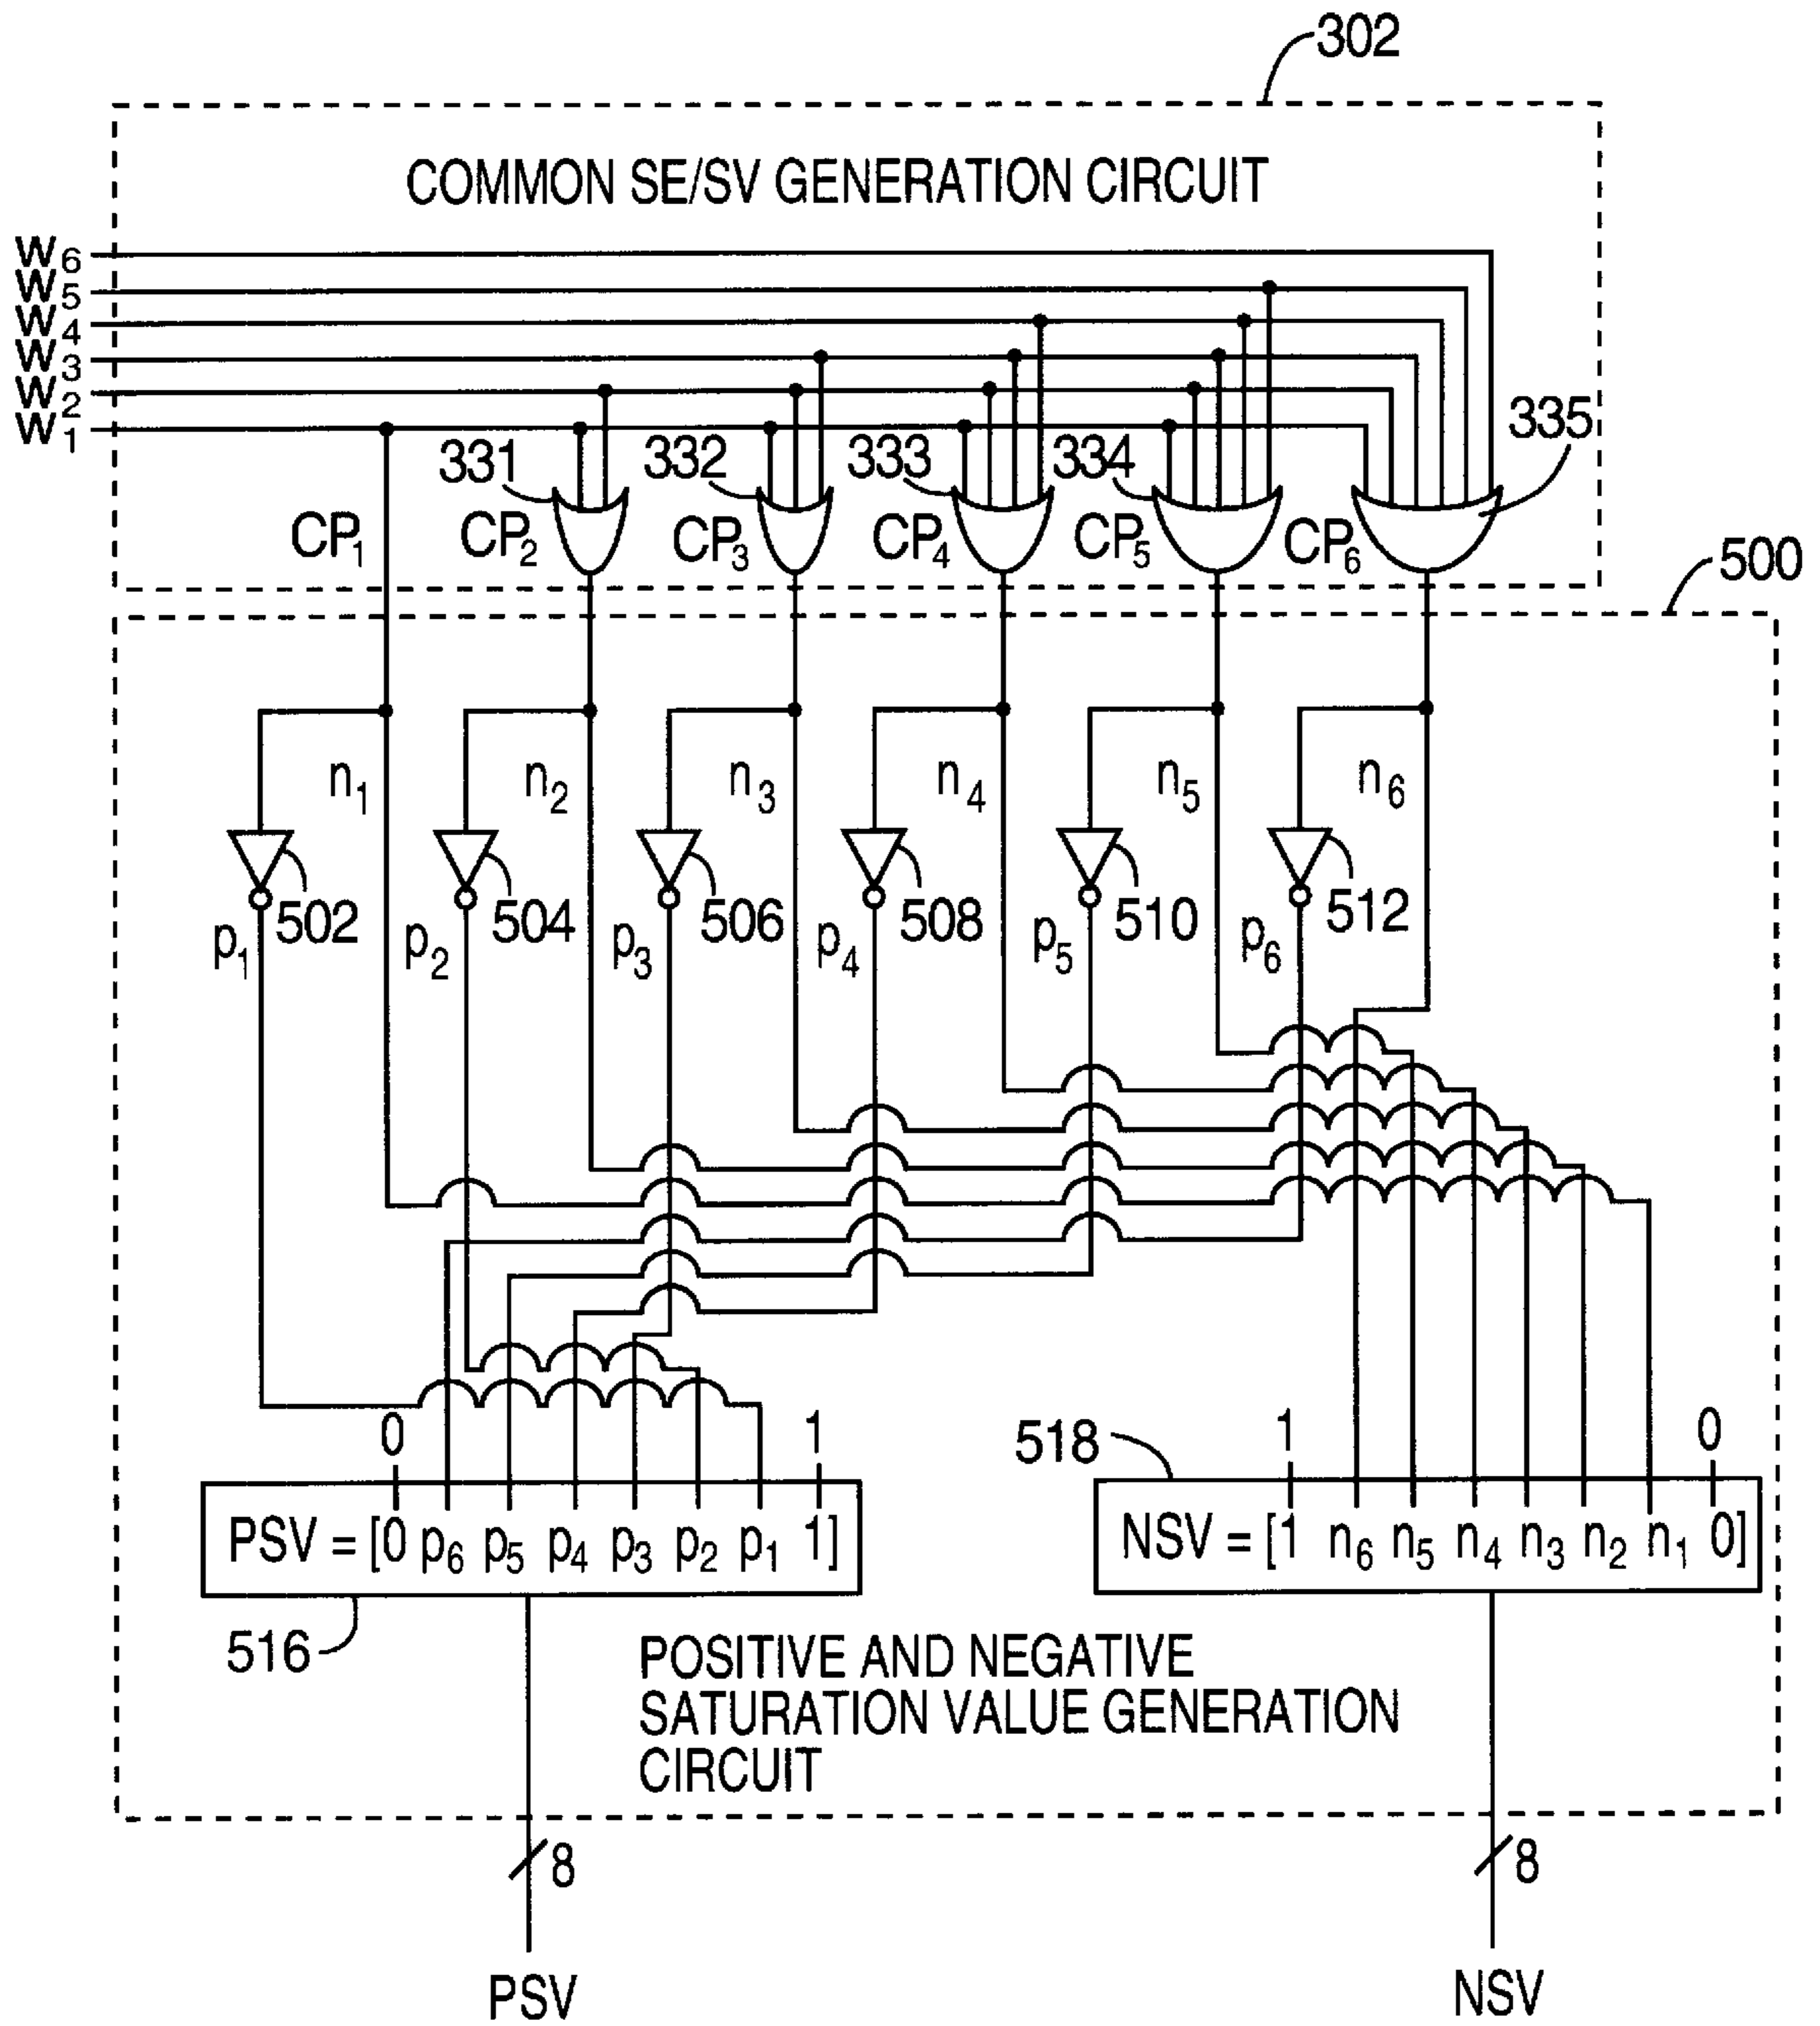 302
COMMON SE/SV GENERATION CIRCUIT
W6
W5
W4
W3
W2
W1
331
332
333
334
335
CP1
CP2
CP3
CP4
CP5
CP6
500
n1
n2
n3
n4
n5
n6
502
504
506
508
510
512
p1
p2
p3
p4
p5
p6
0
1
518
1
0
PSV = [0 p6 p5 p4 p3 p2 p1 1]
NSV = [1 n6 n5 n4 n3 n2 n1 0]
516
POSITIVE AND NEGATIVE
SATURATION VALUE GENERATION
CIRCUIT
8
8
PSV
NSV